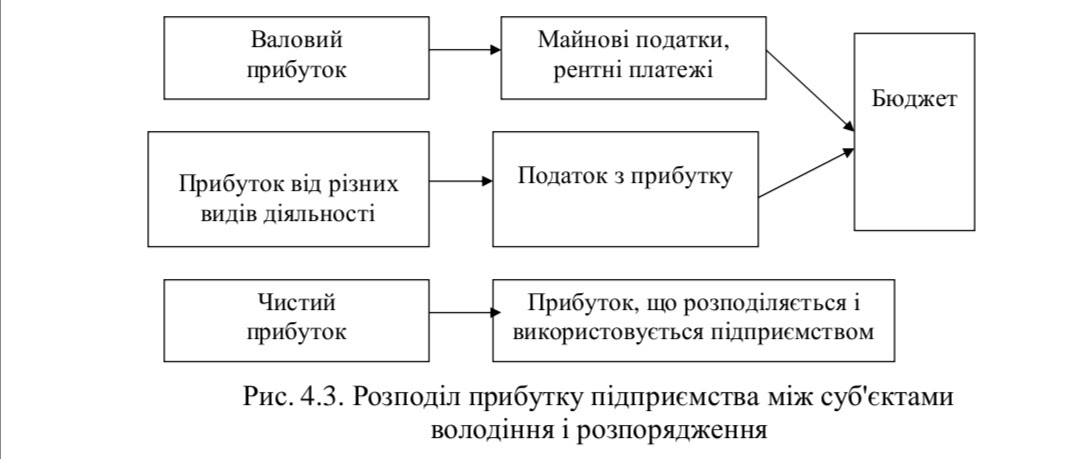 Валовий
прибуток
Майнові податки,
рентні платежі
Бюджет
Прибуток від різних
видів діяльності
Податок з прибутку
Чистий
прибуток
Прибуток, що розподіляється і
використовується підприємством
Рис. 4.3. Розподіл прибутку підприємства між суб'єктами
володіння і розпорядження